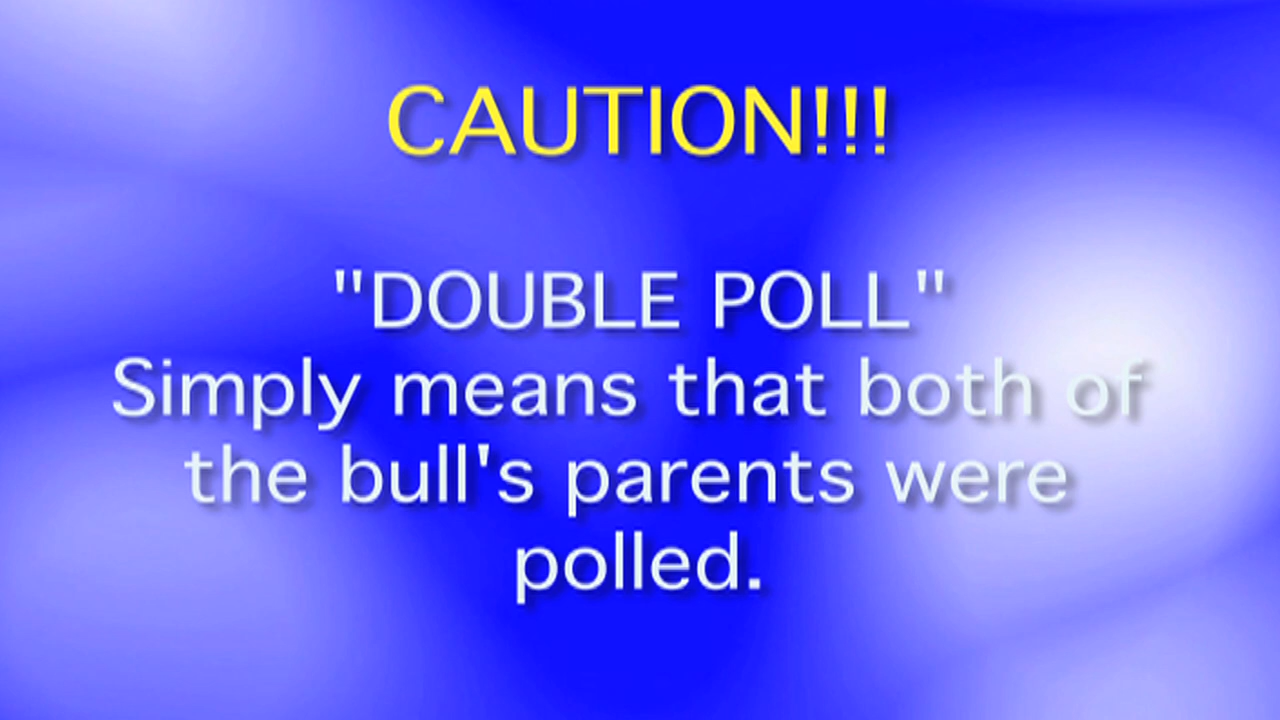 CAUTION!!!
"DOUBLE POLL"
Simply means that both of
the bull's parents were
polled.